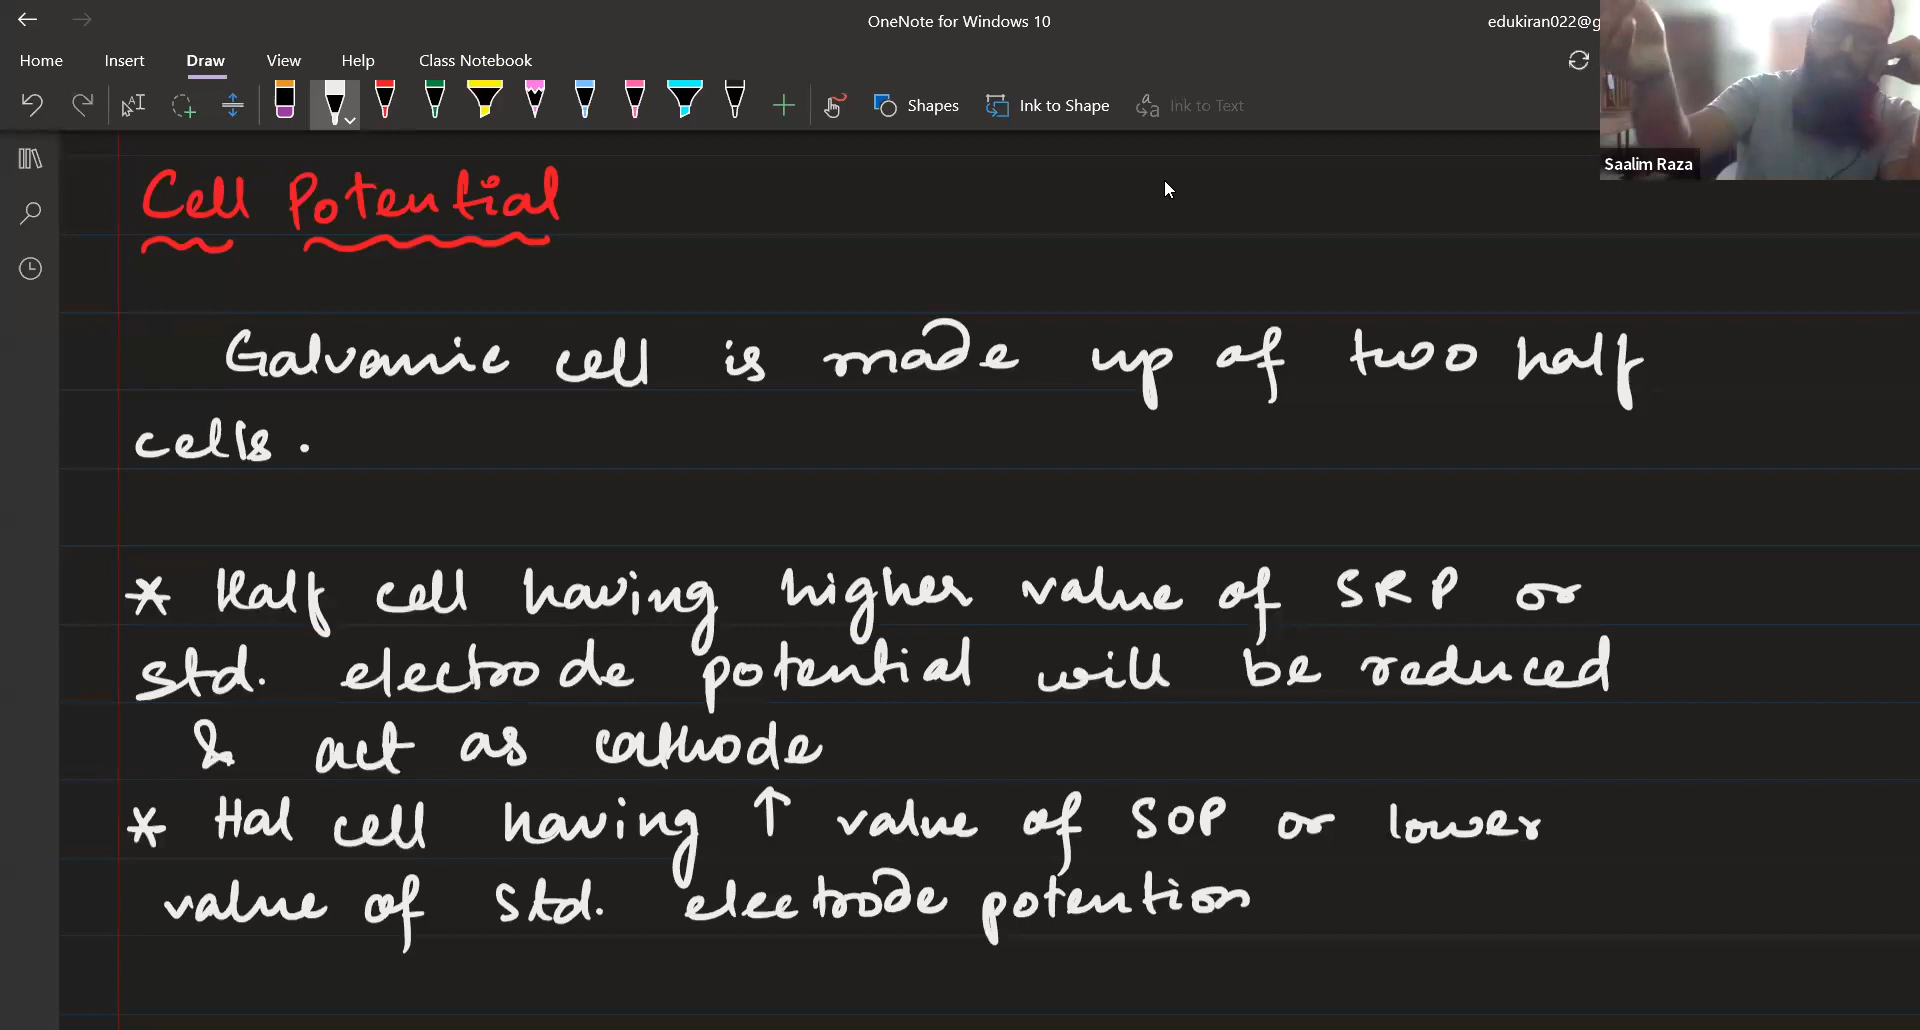 OneNote for Windows 10
edukiran022@g
Home Insert Draw View Help Class Notebook
Shapes Ink to Shape Ink to Text
Saalim Raza
Cell Potential
Galvanic cell is made up of two half
cells.
* Half cell having higher value of SRP or
std. electrode potential will be reduced
& act as cathode
* Hal cell having ↑ value of SOP or lower
value of std. electrode potention